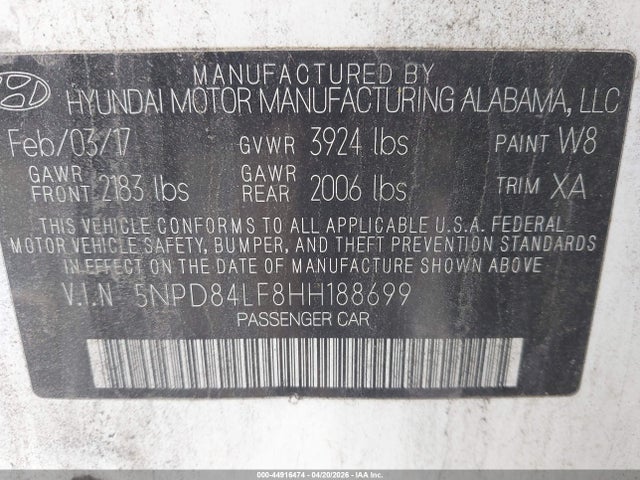 MANUFACTURED BY
HYUNDAI MOTOR MANUFACTURING ALABAMA, LLC
Feb/03/17 GVWR 3924 lbs PAINT W8
GAWR FRONT 2183 lbs GAWR REAR 2006 lbs TRIM XA
THIS VEHICLE CONFORMS TO ALL APPLICABLE U.S.A. FEDERAL
MOTOR VEHICLE SAFETY, BUMPER, AND THEFT PREVENTION STANDARDS
IN EFFECT ON THE DATE OF MANUFACTURE SHOWN ABOVE.
V.I.N 5NPD84LF8HH188699
PASSENGER CAR
000-44916474 - 04/20/2026 - Copyright © IAA, Inc.